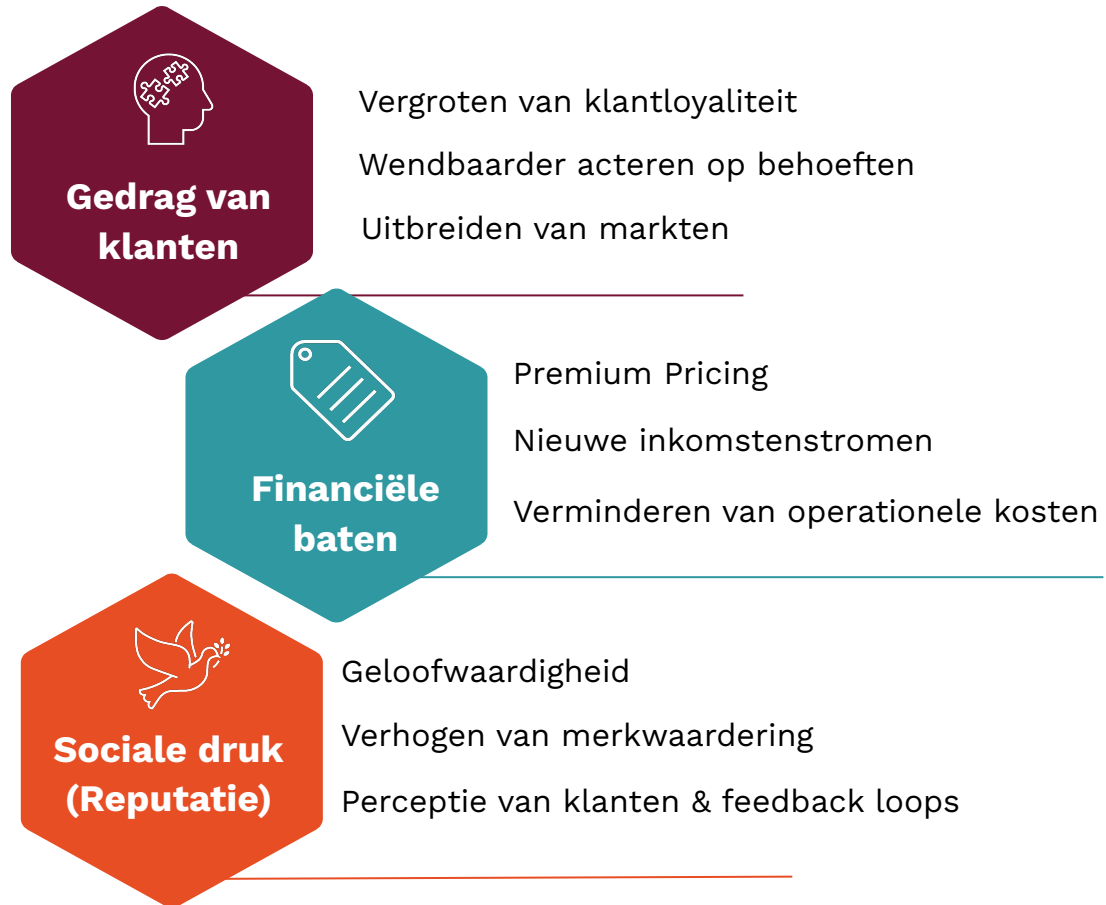 Gedrag van
klanten
Vergroten van klantloyaliteit
Wendbaarder acteren op behoeften
Uitbreiden van markten
Financiële
baten
Premium Pricing
Nieuwe inkomstenstromen
Verminderen van operationele kosten
Sociale druk
(Reputatie)
Geloofwaardigheid
Verhogen van merkwaardering
Perceptie van klanten & feedback loops